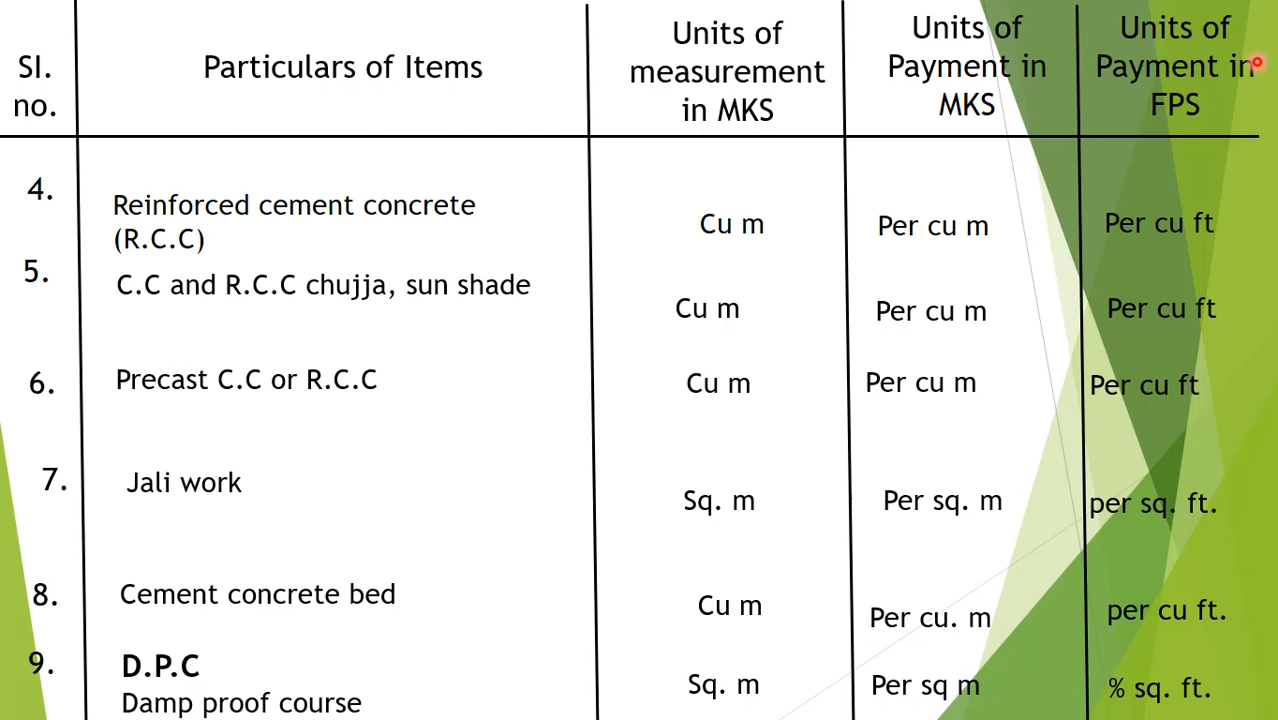 SI. no.
Particulars of Items
Units of measurement in MKS
Units of Payment in MKS
Units of Payment in FPS
4.
Reinforced cement concrete
(R.C.C)
Cu m
Per cu m
Per cu ft
5.
C.C and R.C.C chujja, sun shade
Cu m
Per cu m
Per cu ft
6.
Precast C.C or R.C.C
Cu m
Per cu m
Per cu ft
7.
Jali work
Sq. m
Per sq. m
per sq. ft.
8.
Cement concrete bed
Cu m
Per cu. m
per cu ft.
9.
D.P.C
Damp proof course
Sq. m
Per sq m
% sq. ft.